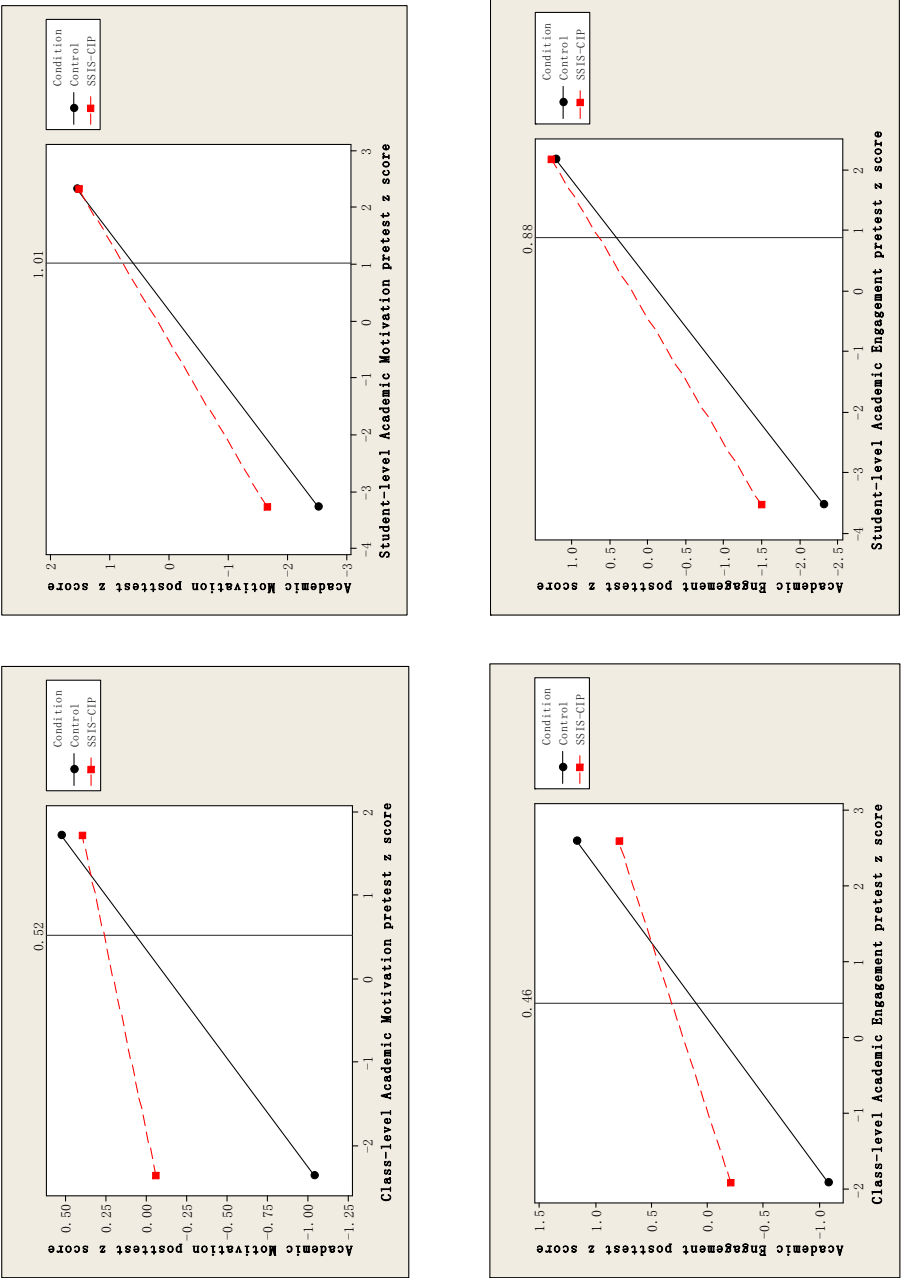 0.52
Condition
Control
SSIS-CIP
0.50
0.25
0.00
-0.25
-0.50
-0.75
-1.00
-1.25
Academic Motivation posttest z score
-2 -1 0 1 2
Class-level Academic Motivation pretest z score
1.01
Condition
Control
SSIS-CIP
2
1
0
-1
-2
-3
Academic Motivation posttest z score
-4 -3 -2 -1 0 1 2 3
Student-level Academic Motivation pretest z score
0.46
Condition
Control
SSIS-CIP
1.5
1.0
0.5
0.0
-0.5
-1.0
Academic Engagement posttest z score
-2 -1 0 1 2 3
Class-level Academic Engagement pretest z score
0.88
Condition
Control
SSIS-CIP
1.0
0.5
0.0
-0.5
-1.0
-1.5
-2.0
-2.5
Academic Engagement posttest z score
-4 -3 -2 -1 0 1 2
Student-level Academic Engagement pretest z score